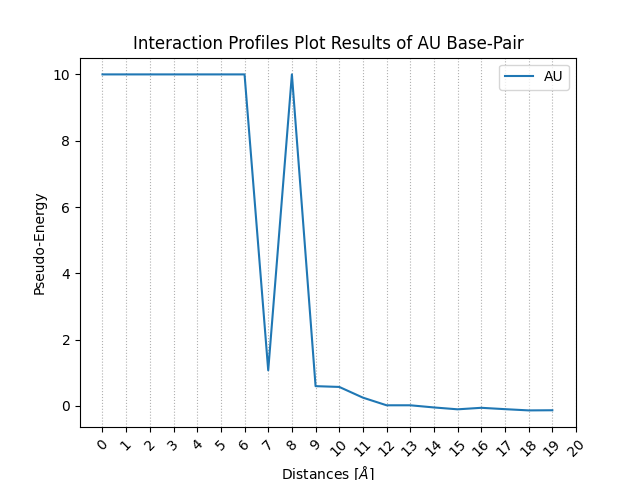 Interaction Profiles Plot Results of AU Base-Pair
AU
10
8
6
4
2
0
Pseudo-Energy
0 1 2 3 4 5 6 7 8 9 10 11 12 13 14 15 16 17 18 19 20
Distances [Å]